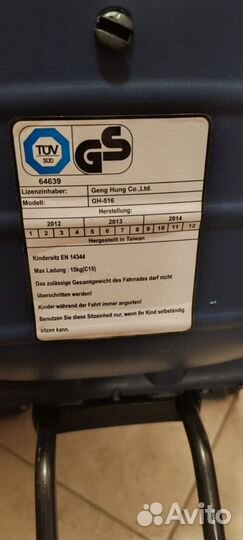 TÜV
SÜD
GS
64639
Lizenzinhaber: Geng Hung Co.,Ltd.
Modell: GH-516
Herstellung:
2012 2013 2014
1 2 3 4 5 6 7 8 9 10 11 12
Hergestellt in Taiwan
Kindersitz EN 14344
Max Ladung : 15kg(C15)
Das zulässige Gesamtgewicht des Fahrades darf nicht
überschritten werden!
Kinder während der Fahrt immer angurten!
Benutzen Sie diese Sitzeinheit nur, wenn Ihr Kind selbständig
sitzen kann.
Avito